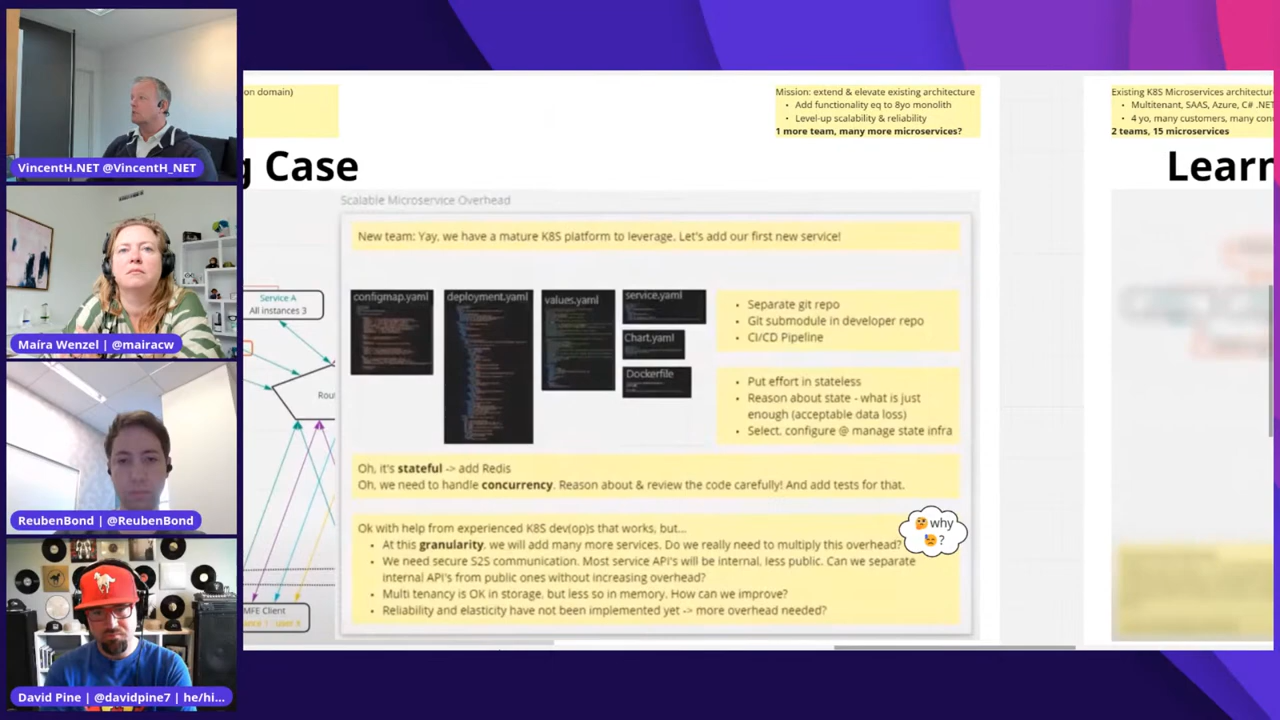 VincentH.NET @VincentH_NET
Maíra Wenzel | @mairacw
ReubenBond | @ReubenBond
David Pine | @davidpine7 | he/hi...
on domain)
Mission: extend & elevate existing architecture
• Add functionality eq to 8yo monolith
• Level-up scalability & reliability
1 more team, many more microservices?
Existing K8S Microservices architectur
• Multitenant, SAAS, Azure, C# .NET
• 4 yo, many customers, many con
2 teams, 15 microservices
g Case
Learn
Scalable Microservice Overhead
New team: Yay, we have a mature K8S platform to leverage. Let's add our first new service!
Service A
All instances 3
Rou
MFE Client
configmap.yaml
deployment.yaml
values.yaml
service.yaml
Chart.yaml
Dockerfile
• Separate git repo
• Git submodule in developer repo
• CI/CD Pipeline
• Put effort in stateless
• Reason about state - what is just
enough (acceptable data loss)
• Select, configure @ manage state infra
Oh, it's stateful -> add Redis
Oh, we need to handle concurrency. Reason about & review the code carefully! And add tests for that.
Ok with help from experienced K8S dev(op)s that works, but...
• At this granularity, we will add many more services. Do we really need to multiply this overhead?
• We need secure S2S communication. Most service API's will be internal, less public. Can we separate
internal API's from public ones without increasing overhead?
• Multi tenancy is OK in storage, but less so in memory. How can we improve?
• Reliability and elasticity have not been implemented yet -> more overhead needed?
🤔 why
😟 ?